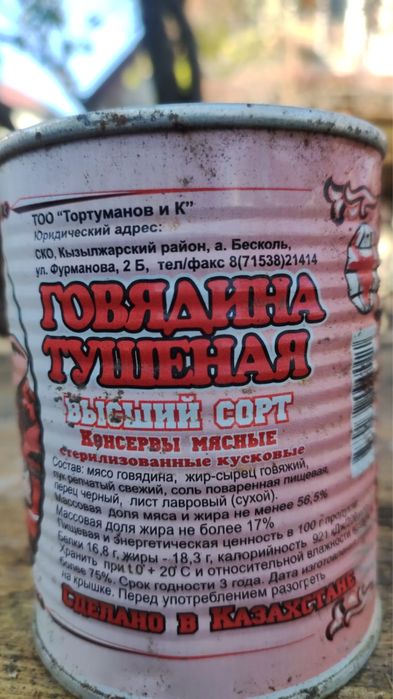 ТОО "Тортуманов и К"
Юридический адрес:
СКО, Кызылжарский район, а. Бесколь,
ул. Фурманова, 2 Б, тел/факс 8(71538)21414
ГОВЯДИНА
ТУШЕНАЯ
ВЫСШИЙ СОРТ
Консервы мясные
стерилизованные кусковые
Состав: мясо говядина, жир-сырец говяжий,
лук репчатый свежий, соль поваренная пищевая,
перец черный, лист лавровый (сухой).
Массовая доля мяса и жира не менее 56,5%
Массовая доля жира не более 17%
Пищевая и энергетическая ценность в 100 г
Белки 16,8 г, жиры - 18,3 г, калорийность 921 кДж
Хранить при t 0° + 20°С и относительной влажности
более 75%. Срок годности 3 года. Дата изготовления
на крышке. Перед употреблением разогреть
Сделано в Казахстане